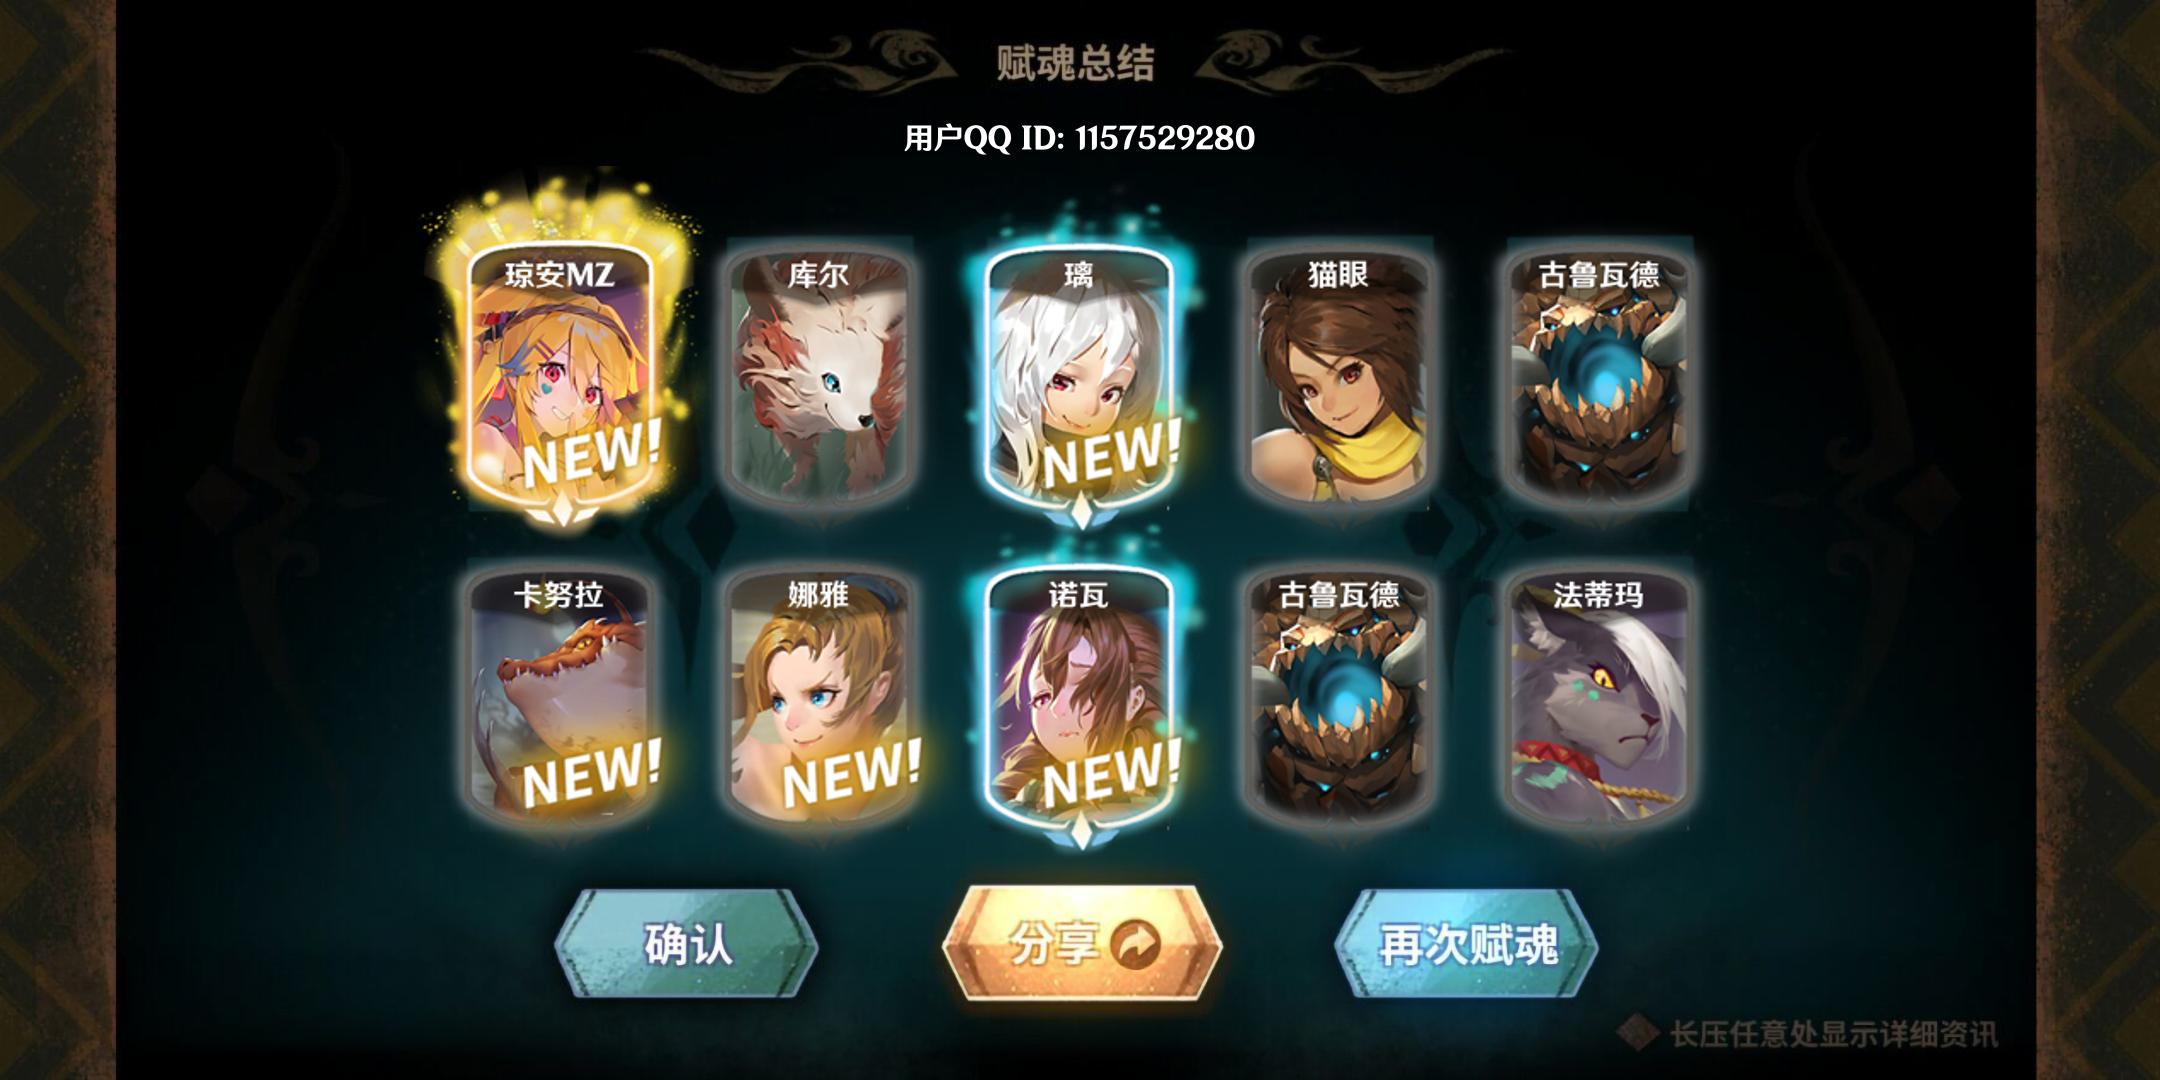 赋魂总结
用户QQ ID: 1157529280
琼安MZ
库尔
璃
猫眼
古鲁瓦德
NEW!
NEW!
卡努拉
娜雅
诺瓦
古鲁瓦德
法蒂玛
NEW!
NEW!
NEW!
确认
分享
再次赋魂
长压任意处显示详细资讯